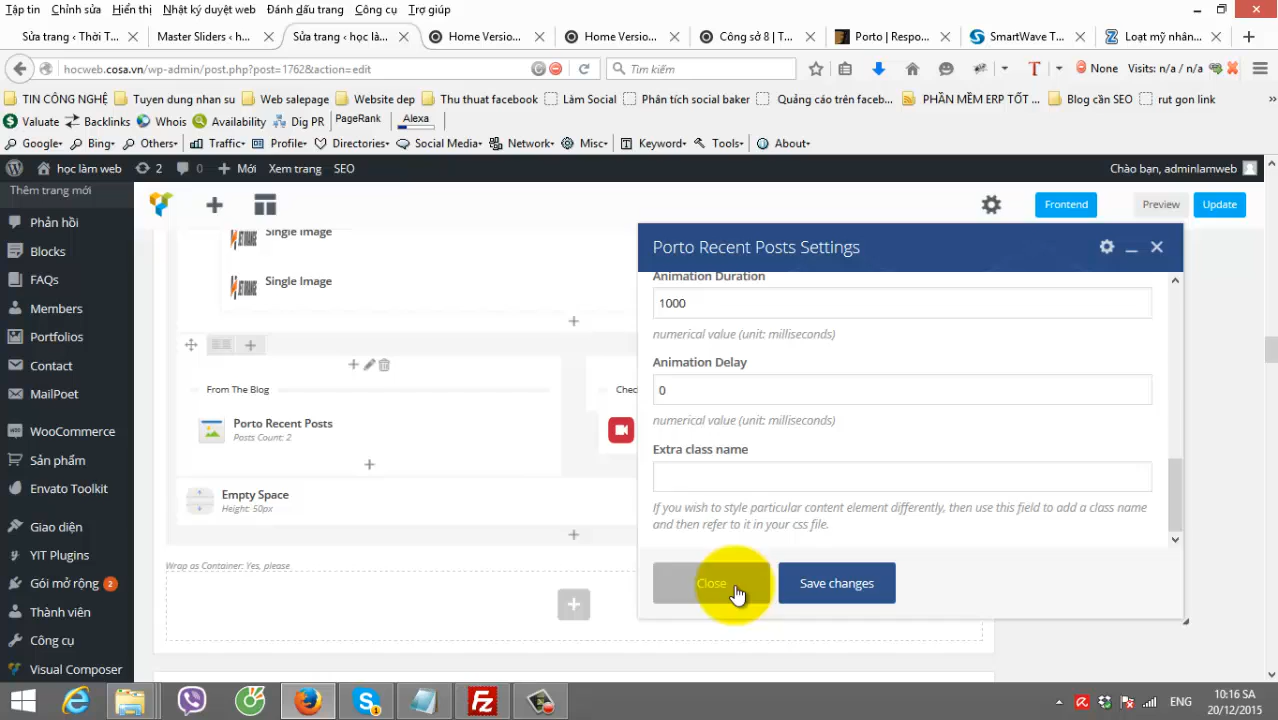 Tập tin Chỉnh sửa Hiển thị Nhật ký duyệt web Đánh dấu trang Công cụ Trợ giúp
Sửa trang ‹ Thời T... Master Sliders ‹ h... Sửa trang ‹ học là... Home Versio... Home Versio... Công sở 8 | T... Porto | Respo... SmartWave T... Loạt mỹ nhân...
hocweb.cosa.vn/wp-admin/post.php?post=1762&action=edit Tìm kiếm None Visits: n/a / n/a
TIN CÔNG NGHỆ Tuyen dung nhan su Web salepage Website dep Thu thuat facebook Làm Social Phân tích social baker Quảng cáo trên faceb... PHẦN MỀM ERP TỐT ... Blog cần SEO rut gon link
Valuate Backlinks Whois Availability Dig PR PageRank Alexa
Google Bing Others Traffic Profile Directories Social Media Network Misc Keyword Tools About
học làm web 2 0 Mới Xem trang SEO Chào bạn, adminlamweb
Thêm trang mới
Phản hồi
Blocks
FAQs
Members
Portfolios
Contact
MailPoet
WooCommerce
Sản phẩm
Envato Toolkit
Giao diện
YIT Plugins
Gói mở rộng 2
Thành viên
Công cụ
Visual Composer
Frontend Preview Update
Single Image
Single Image
From The Blog
Chec
Porto Recent Posts
Posts Count: 2
Empty Space
Height: 50px
Wrap as Container: Yes, please
Porto Recent Posts Settings
Animation Duration
1000
numerical value (unit: milliseconds)
Animation Delay
0
numerical value (unit: milliseconds)
Extra class name
If you wish to style particular content element differently, then use this field to add a class name
and then refer to it in your css file.
Close Save changes
ENG
10:16 SA
20/12/2015